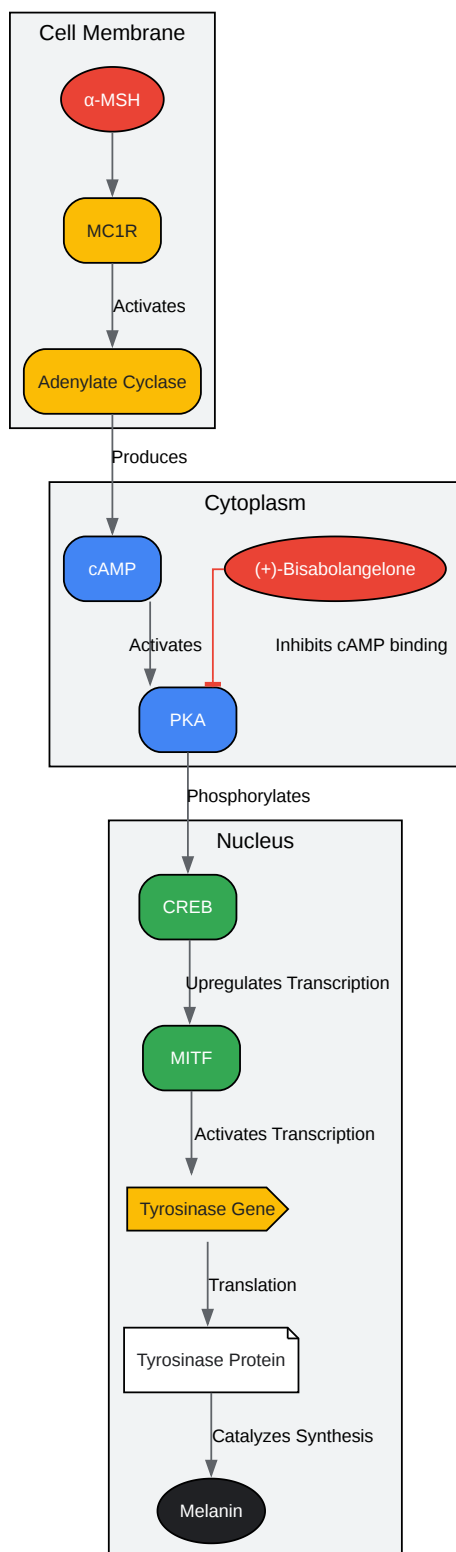 Cell Membrane
α-MSH
MC1R
Activates
Adenylate Cyclase
Produces
Cytoplasm
cAMP
(+)-Bisabolangelone
Activates
Inhibits cAMP binding
PKA
Phosphorylates
Nucleus
CREB
Upregulates Transcription
MITF
Activates Transcription
Tyrosinase Gene
Translation
Tyrosinase Protein
Catalyzes Synthesis
Melanin